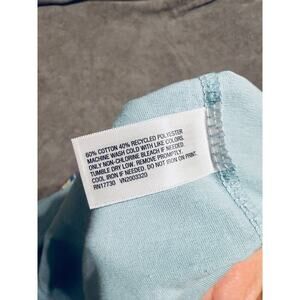 60% COTTON 40% RECYCLED POLYESTER
MACHINE WASH COLD WITH LIKE COLORS.
ONLY NON-CHLORINE BLEACH IF NEEDED.
TUMBLE DRY LOW. REMOVE PROMPTLY.
COOL IRON IF NEEDED. DO NOT IRON ON PRINT.
RN17730 VN2003320